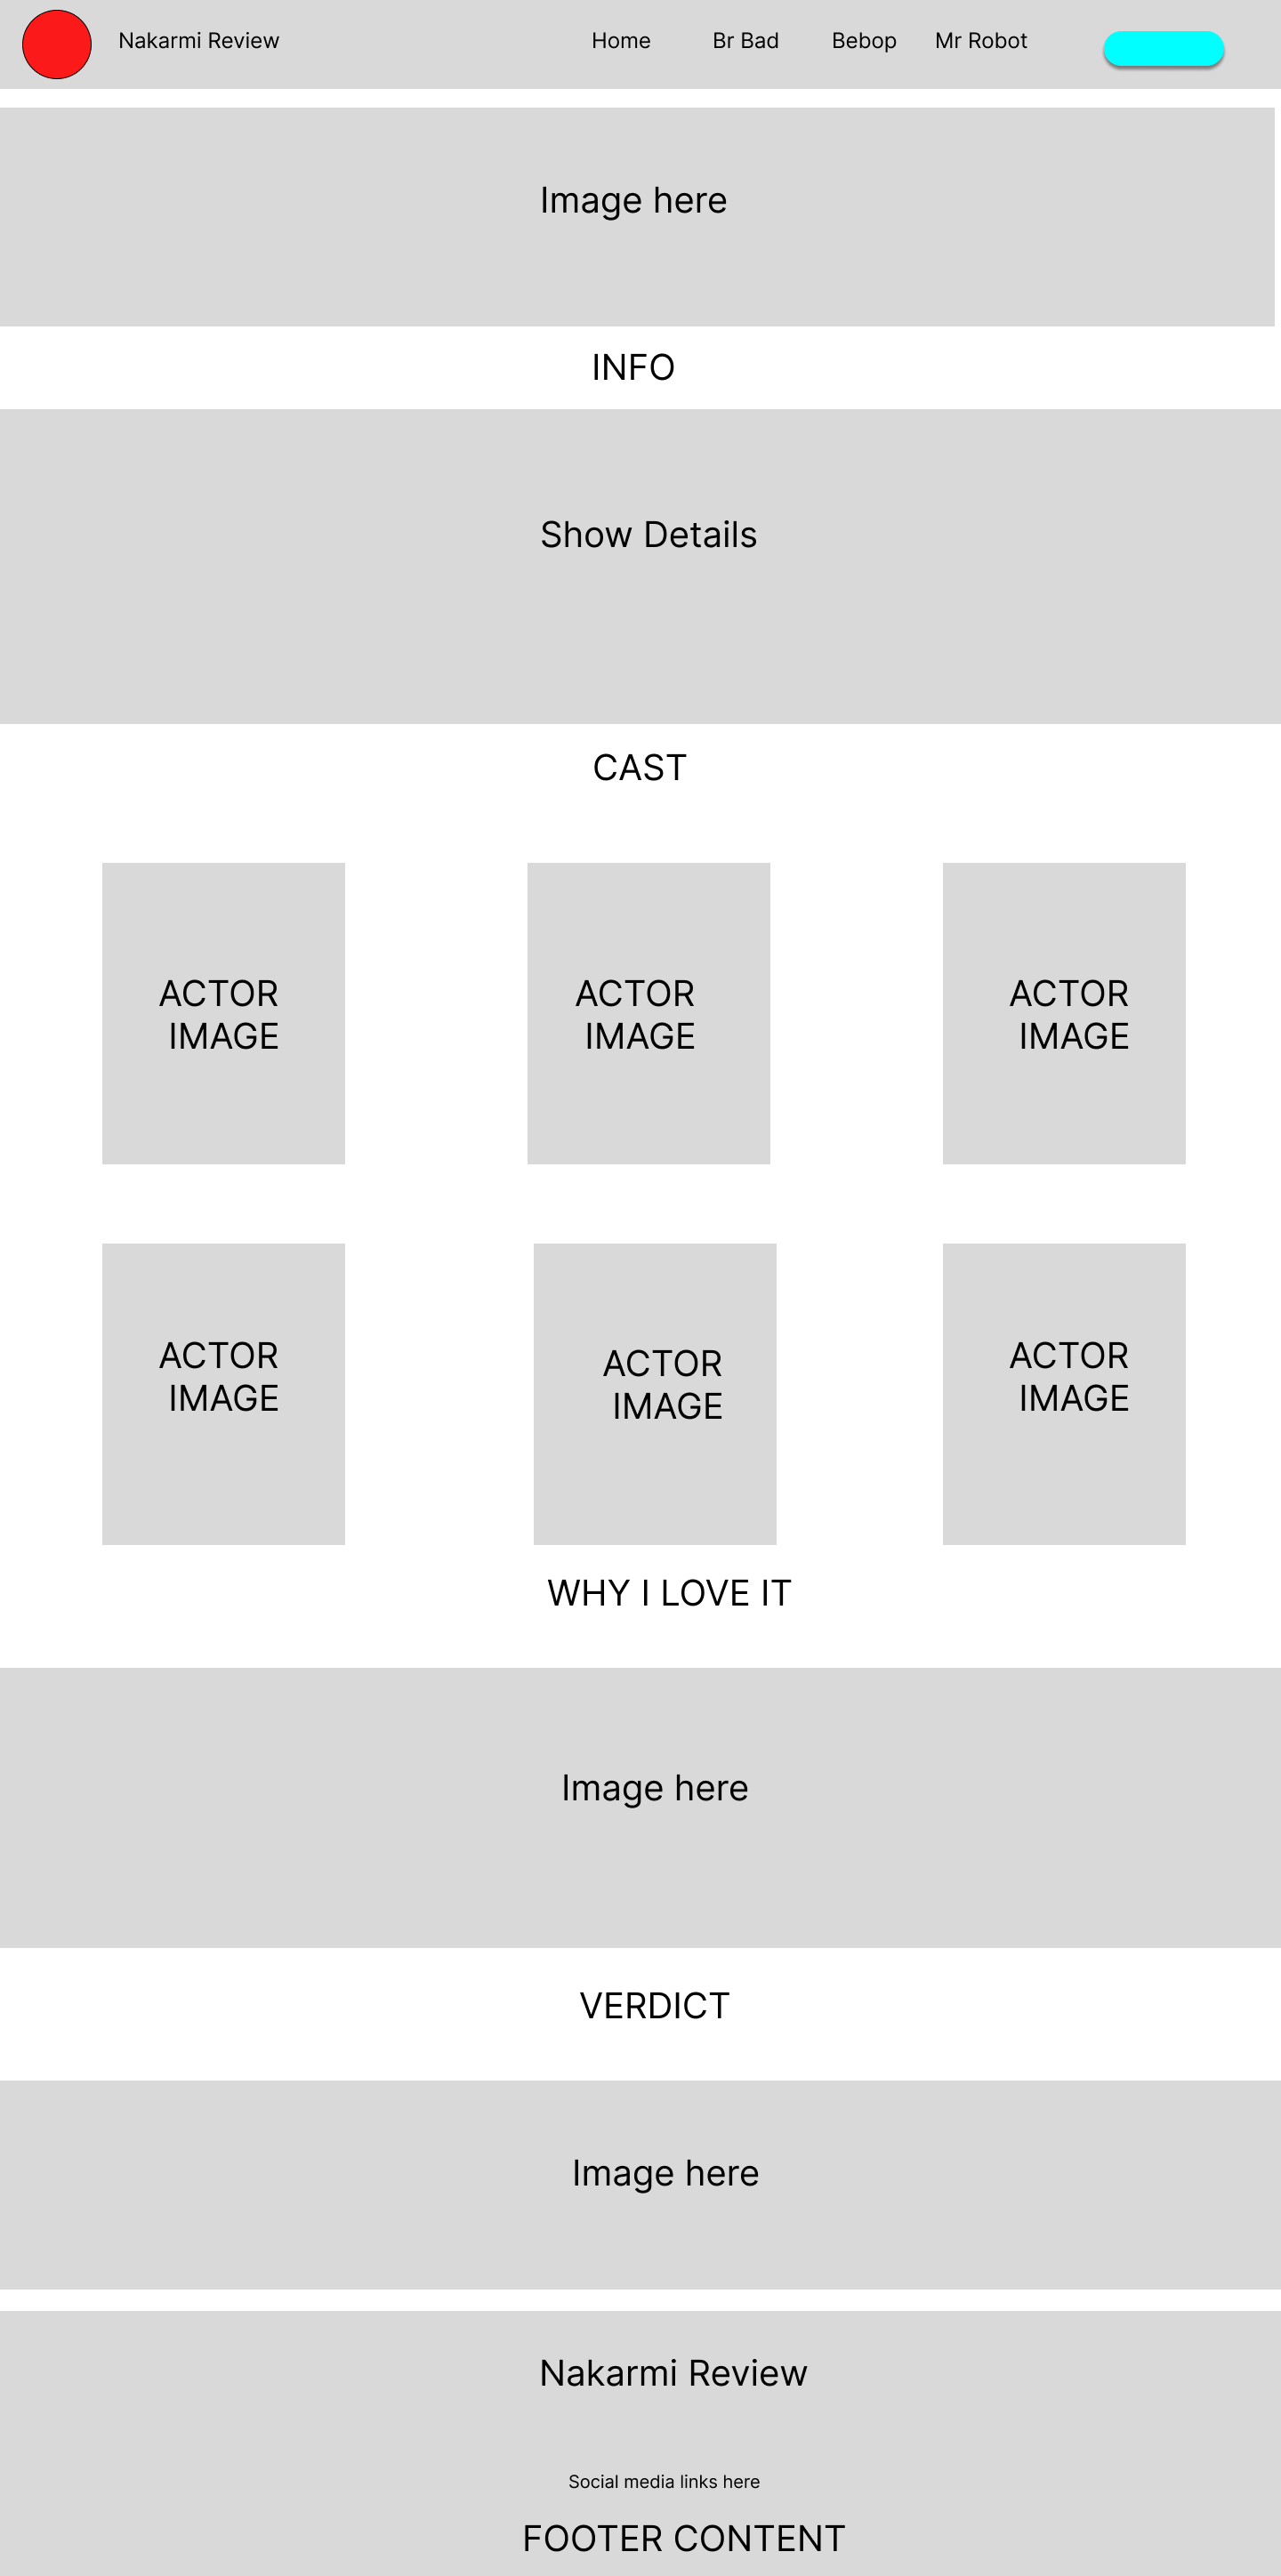 Nakarmi Review
Home
Br Bad
Bebop
Mr Robot
Image here
INFO
Show Details
CAST
ACTOR
IMAGE
ACTOR
IMAGE
ACTOR
IMAGE
ACTOR
IMAGE
ACTOR
IMAGE
ACTOR
IMAGE
WHY I LOVE IT
Image here
VERDICT
Image here
Nakarmi Review
Social media links here
FOOTER CONTENT